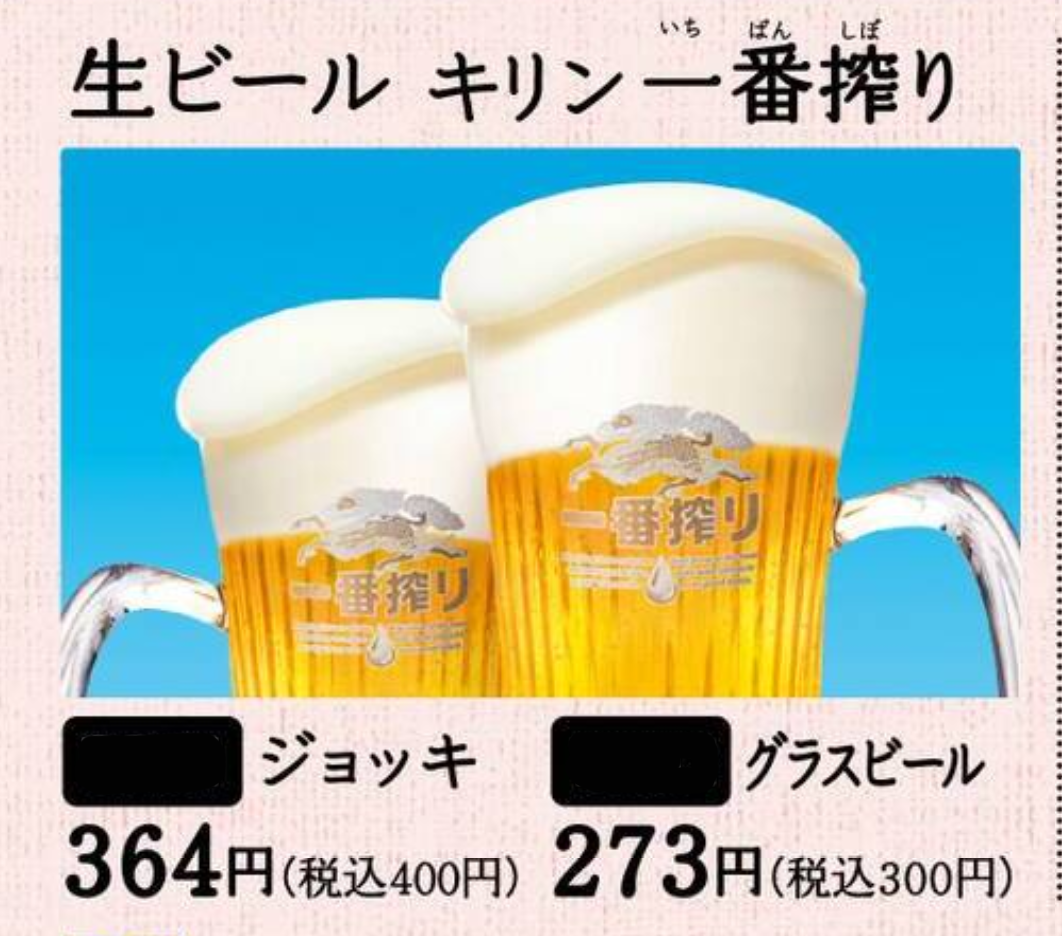 いち ばん しぼ
生ビール キリン一番搾り
一番搾り
一番搾り
ジョッキ
グラスビール
364円(税込400円)
273円(税込300円)